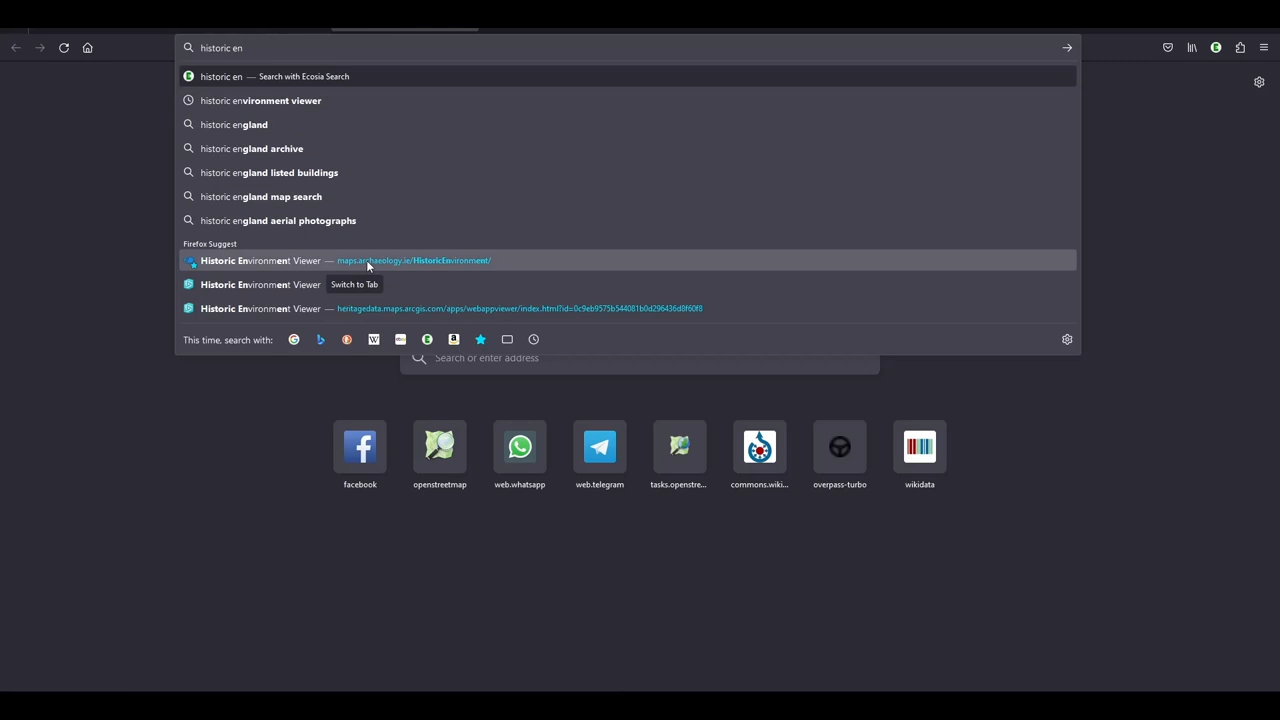 historic en
historic en — Search with Ecosia Search
historic environment viewer
historic england
historic england archive
historic england listed buildings
historic england map search
historic england aerial photographs
Firefox Suggest
Historic Environment Viewer — maps.archaeology.ie/HistoricEnvironment/
Historic Environment Viewer Switch to Tab
Historic Environment Viewer — heritagedata.maps.arcgis.com/apps/webappviewer/index.html?id=0c9eb9575b544081b0d296436d8f60f8
This time, search with:
Search or enter address
facebook openstreetmap web.whatsapp web.telegram tasks.openstre... commons.wiki... overpass-turbo wikidata